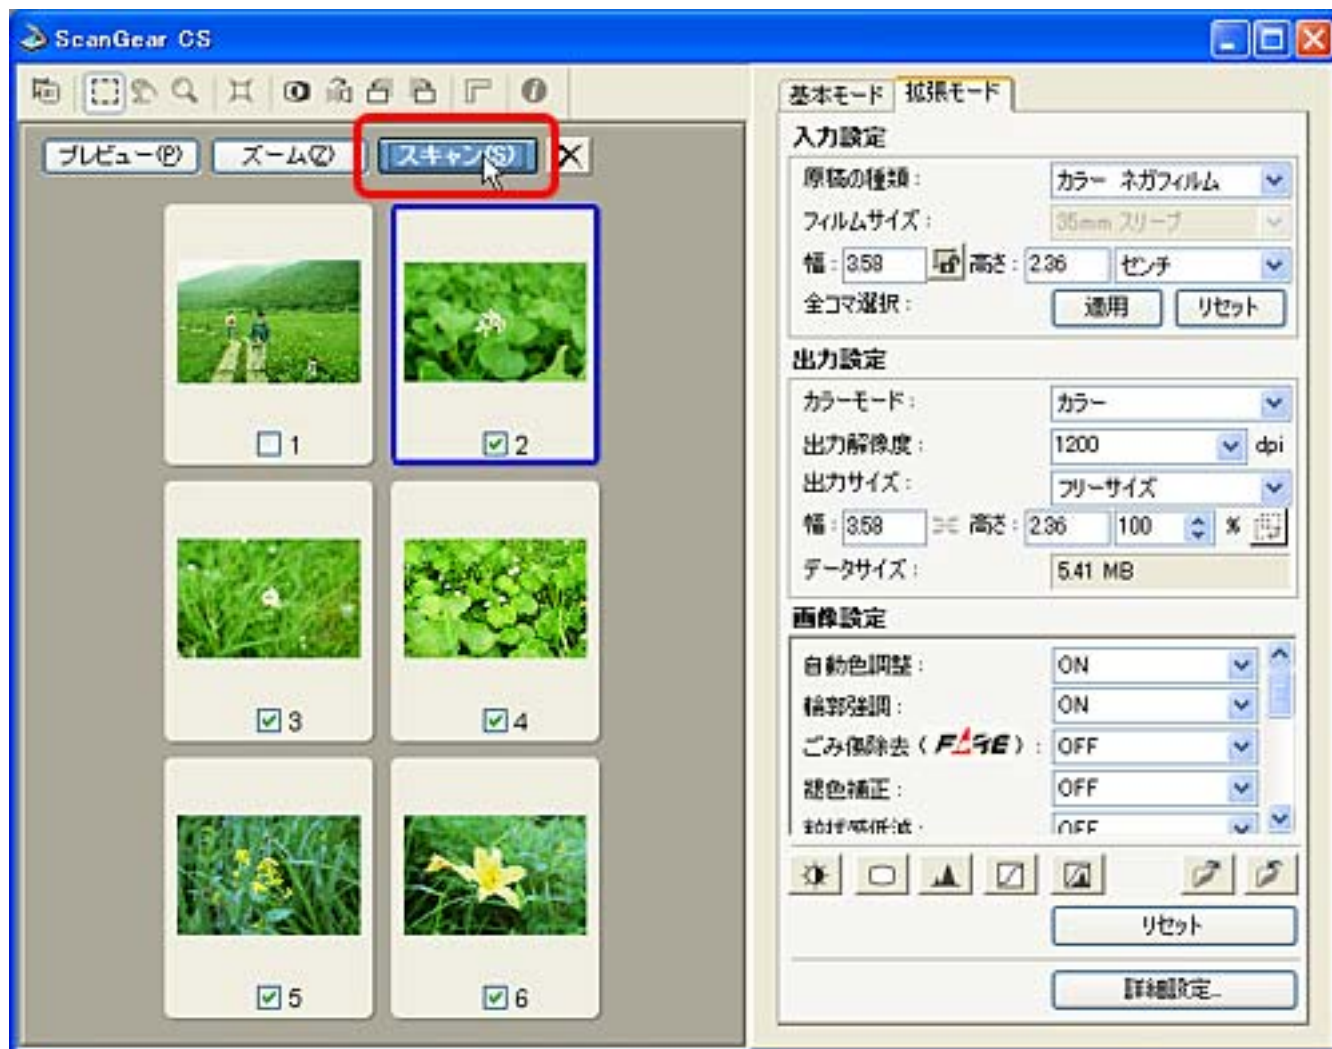 ScanGear CS
プレビュー(P)
ズーム(Z)
スキャン(S)
1
2
3
4
5
6
基本モード
拡張モード
入力設定
原稿の種類：
カラー ネガフィルム
フィルムサイズ：
35mm スリーブ
幅：3.58 高さ：2.36 センチ
全コマ選択： 適用 リセット
出力設定
カラーモード： カラー
出力解像度： 1200 dpi
出力サイズ： フリーサイズ
幅：3.58 高さ：2.36 100 %
データサイズ： 5.41 MB
画像設定
自動色調整： ON
輪郭強調： ON
ごみ傷除去（FARE）： OFF
褪色補正： OFF
粒状感低減： OFF
リセット
詳細設定...